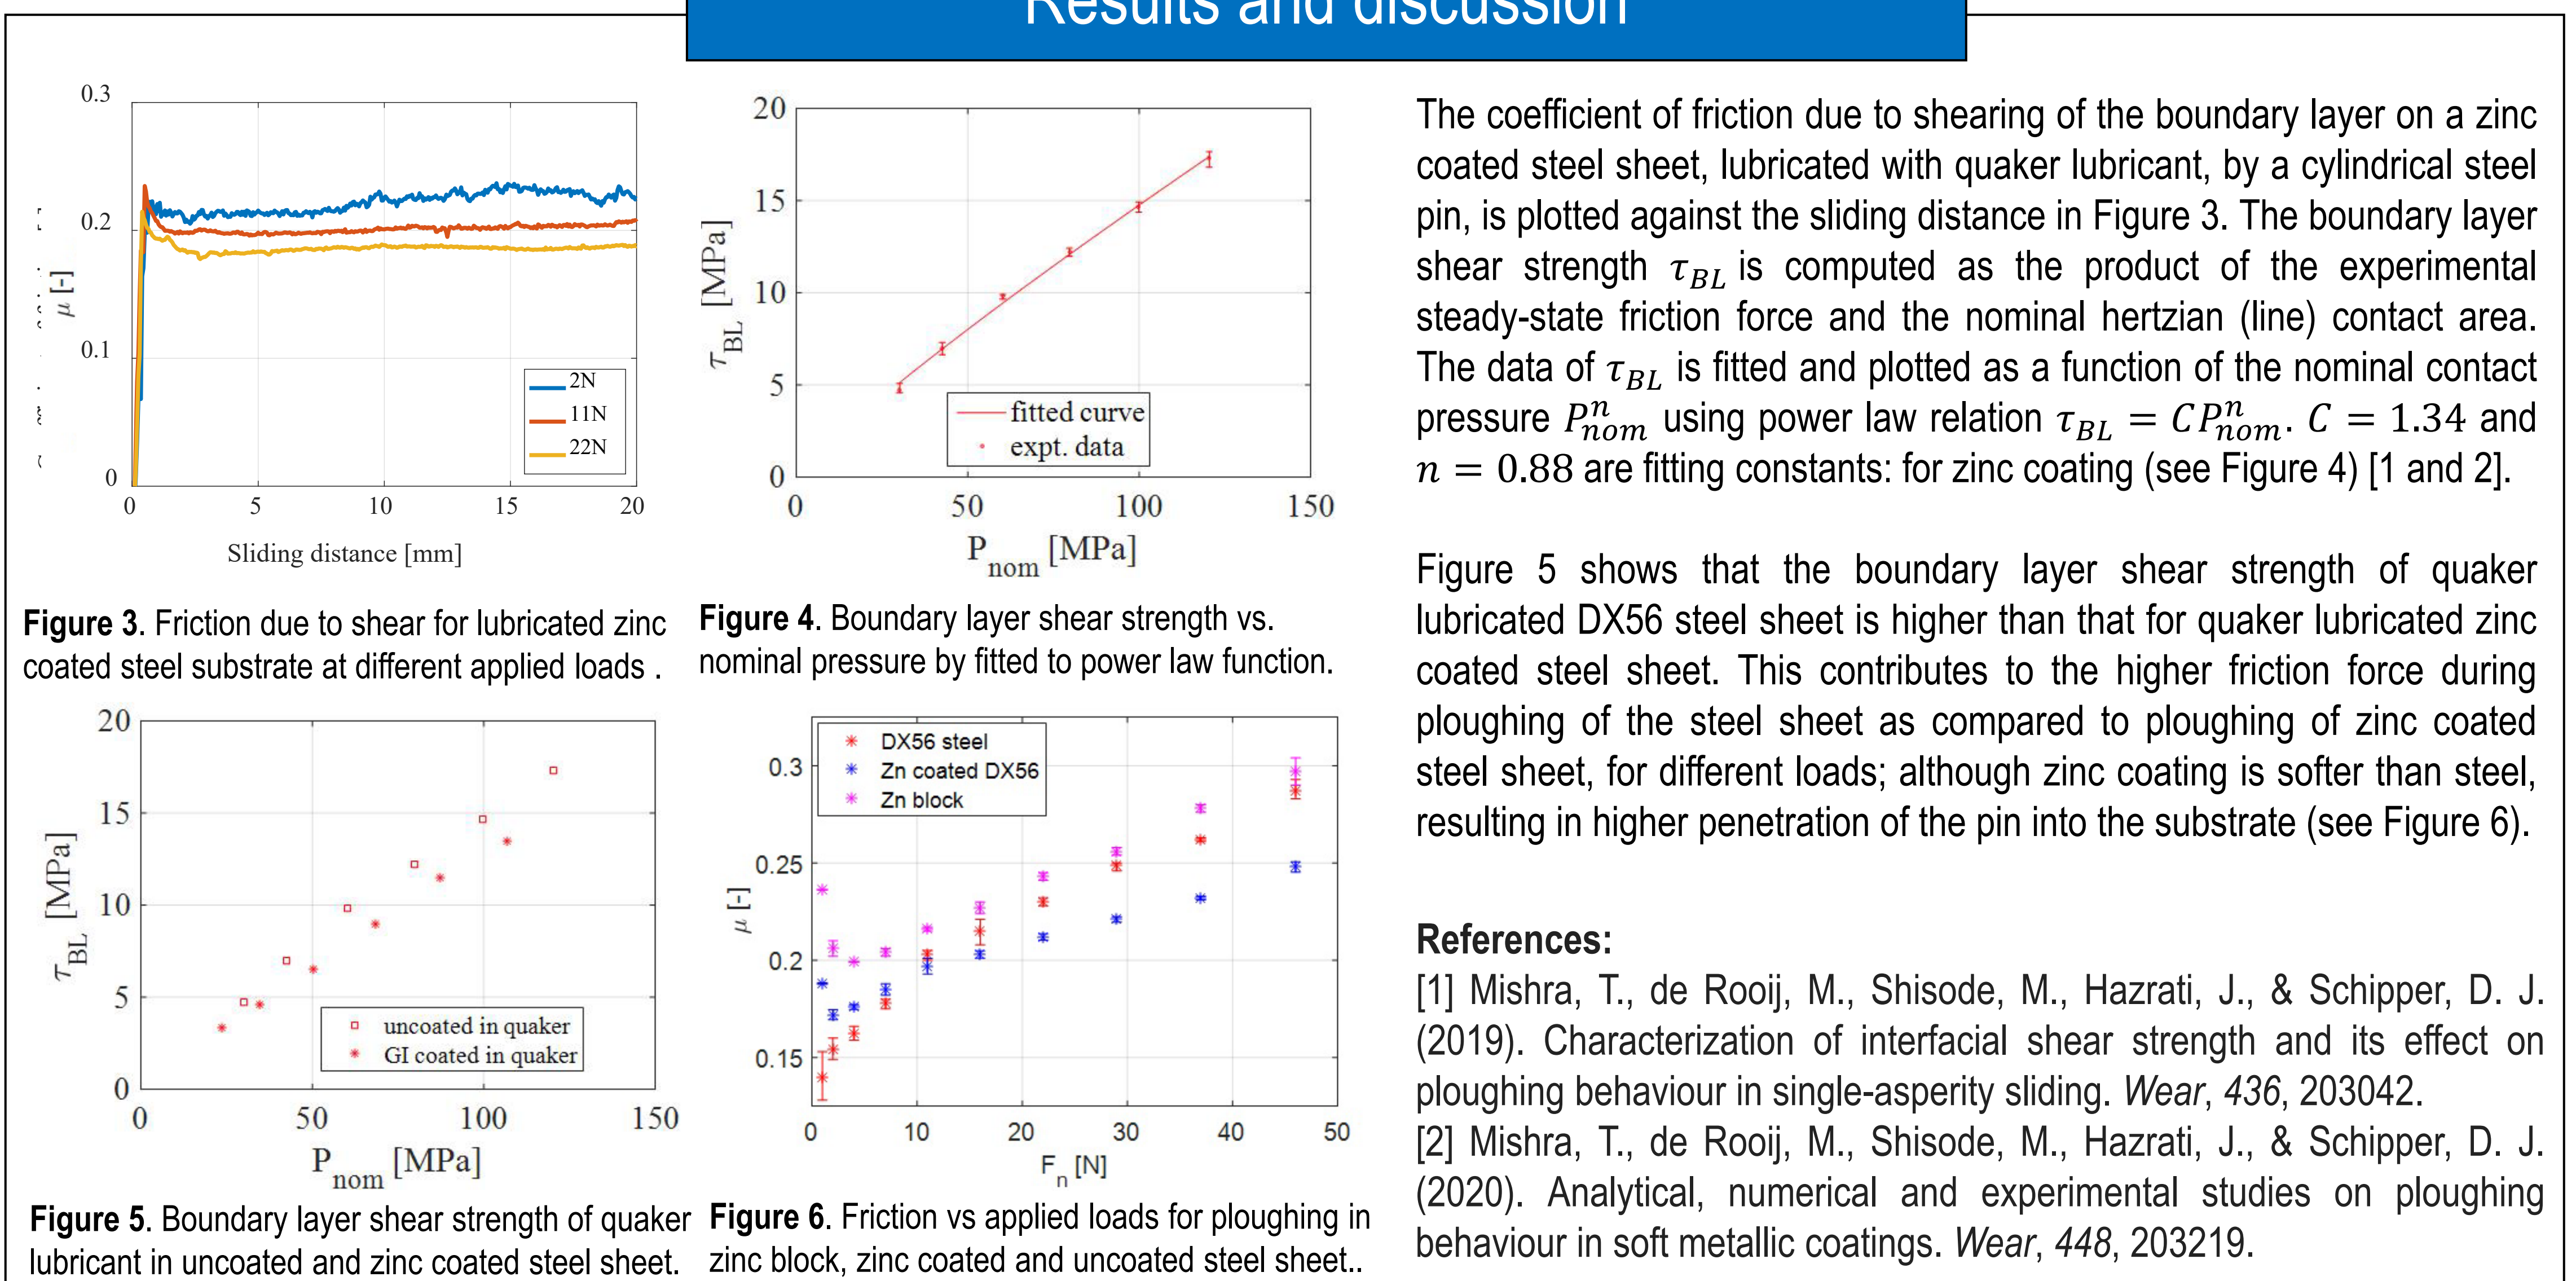 Results and discussion
0.3
0.2
0.1
0
μ [-]
2N
11N
22N
0 5 10 15 20
Sliding distance [mm]
Figure 3. Friction due to shear for lubricated zinc
coated steel substrate at different applied loads .
20
15
10
5
0
τBL [MPa]
fitted curve
expt. data
0 50 100 150
Pnom [MPa]
Figure 4. Boundary layer shear strength vs.
nominal pressure by fitted to power law function.
20
15
10
5
0
τBL [MPa]
uncoated in quaker
GI coated in quaker
0 50 100 150
Pnom [MPa]
Figure 5. Boundary layer shear strength of quaker
lubricant in uncoated and zinc coated steel sheet.
DX56 steel
Zn coated DX56
Zn block
0.3
0.25
0.2
0.15
μ [-]
0 10 20 30 40 50
Fn [N]
Figure 6. Friction vs applied loads for ploughing in
zinc block, zinc coated and uncoated steel sheet..
The coefficient of friction due to shearing of the boundary layer on a zinc
coated steel sheet, lubricated with quaker lubricant, by a cylindrical steel
pin, is plotted against the sliding distance in Figure 3. The boundary layer
shear strength τBL is computed as the product of the experimental
steady-state friction force and the nominal hertzian (line) contact area.
The data of τBL is fitted and plotted as a function of the nominal contact
pressure P^n_nom using power law relation τBL = CP^n_nom. C = 1.34 and
n = 0.88 are fitting constants: for zinc coating (see Figure 4) [1 and 2].
Figure 5 shows that the boundary layer shear strength of quaker
lubricated DX56 steel sheet is higher than that for quaker lubricated zinc
coated steel sheet. This contributes to the higher friction force during
ploughing of the steel sheet as compared to ploughing of zinc coated
steel sheet, for different loads; although zinc coating is softer than steel,
resulting in higher penetration of the pin into the substrate (see Figure 6).
References:
[1] Mishra, T., de Rooij, M., Shisode, M., Hazrati, J., & Schipper, D. J.
(2019). Characterization of interfacial shear strength and its effect on
ploughing behaviour in single-asperity sliding. Wear, 436, 203042.
[2] Mishra, T., de Rooij, M., Shisode, M., Hazrati, J., & Schipper, D. J.
(2020). Analytical, numerical and experimental studies on ploughing
behaviour in soft metallic coatings. Wear, 448, 203219.